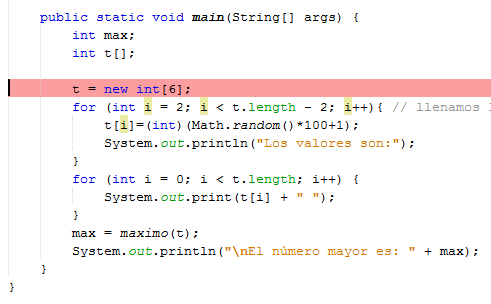 public static void main(String[] args) {
int max;
int t[];
t = new int[6];
for (int i = 2; i < t.length - 2; i++){ // llenamos
t[i]=(int)(Math.random()*100+1);
System.out.println("Los valores son:");
}
for (int i = 0; i < t.length; i++) {
System.out.print(t[i] + " ");
}
max = maximo(t);
System.out.println("\nEl número mayor es: " + max);
}
}